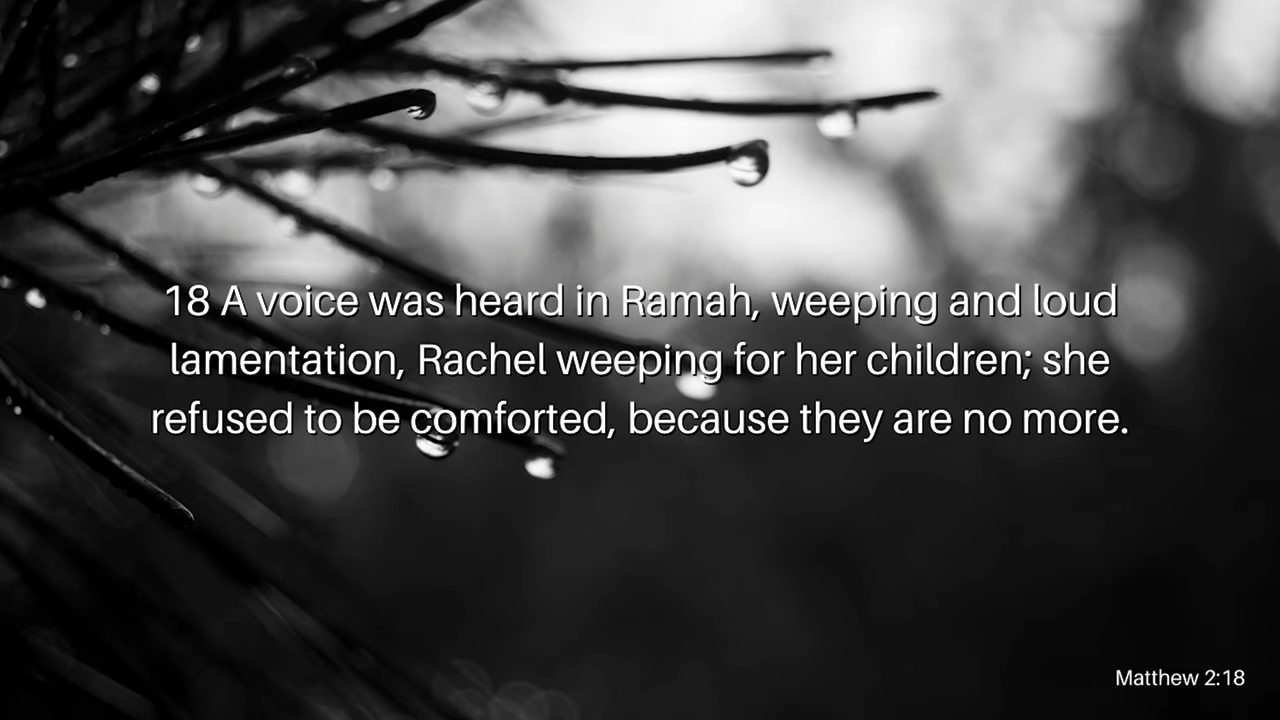 18 A voice was heard in Ramah, weeping and loud
lamentation, Rachel weeping for her children; she
refused to be comforted, because they are no more.
Matthew 2:18